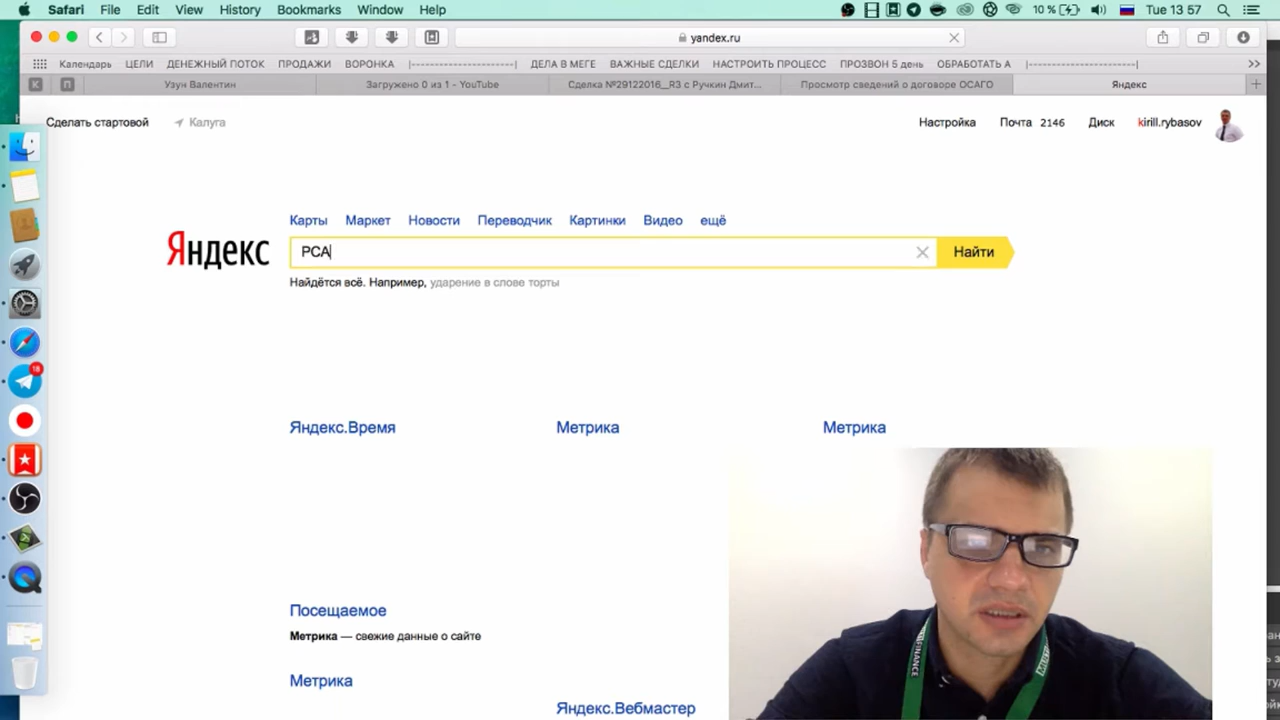 Safari File Edit View History Bookmarks Window Help 10 % Tue 13 57
yandex.ru
Календарь ЦЕЛИ ДЕНЕЖНЫЙ ПОТОК ПРОДАЖИ ВОРОНКА |----------------------| ДЕЛА В МЕГЕ ВАЖНЫЕ СДЕЛКИ НАСТРОИТЬ ПРОЦЕСС ПРОЗВОН 5 день ОБРАБОТАТЬ А |----------------------| >>
К П Узун Валентин Загружено 0 из 1 - YouTube Сделка №29122016_R3 с Ручкин Дмит... Просмотр сведений о договоре ОСАГО Яндекс
Сделать стартовой Калуга Настройка Почта 2146 Диск kirill.rybasov
Карты Маркет Новости Переводчик Картинки Видео ещё
Яндекс РСА Найти
Найдётся всё. Например, ударение в слове торты
18
Яндекс.Время Метрика Метрика
Посещаемое
Метрика — свежие данные о сайте
Метрика
Яндекс.Вебмастер